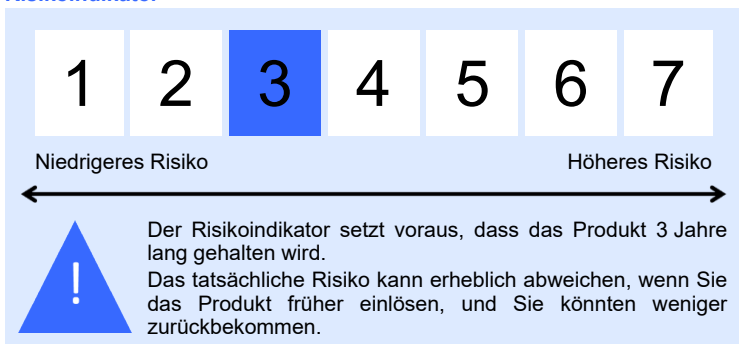 Risikoindikator
1 2 3 4 5 6 7
Niedrigeres Risiko Höheres Risiko
!
Der Risikoindikator setzt voraus, dass das Produkt 3 Jahre
lang gehalten wird.
Das tatsächliche Risiko kann erheblich abweichen, wenn Sie
das Produkt früher einlösen, und Sie könnten weniger
zurückbekommen.